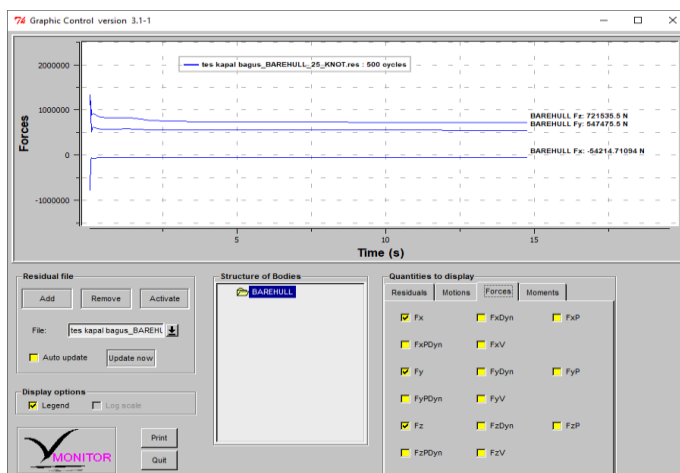 Graphic Control version 3.1-1
tes kapal bagus_BAREHULL_25_KNOT.res : 500 cycles
2000000
1000000
0
-1000000
Forces
BAREHULL Fz: 721535.5 N
BAREHULL Fy: 547475.5 N
BAREHULL Fx: -54214.71094 N
5
10
15
Time (s)
Residual file
Add
Remove
Activate
File:
tes kapal bagus_BAREHU
Auto update
Update now
Display options
Legend
Log scale
MONITOR
Print
Quit
Structure of Bodies
BAREHULL
Quantities to display
Residuals
Motions
Forces
Moments
Fx
FxDyn
FxP
FxPDyn
FxV
Fy
FyDyn
FyP
FyPDyn
FyV
Fz
FzDyn
FzP
FzPDyn
FzV